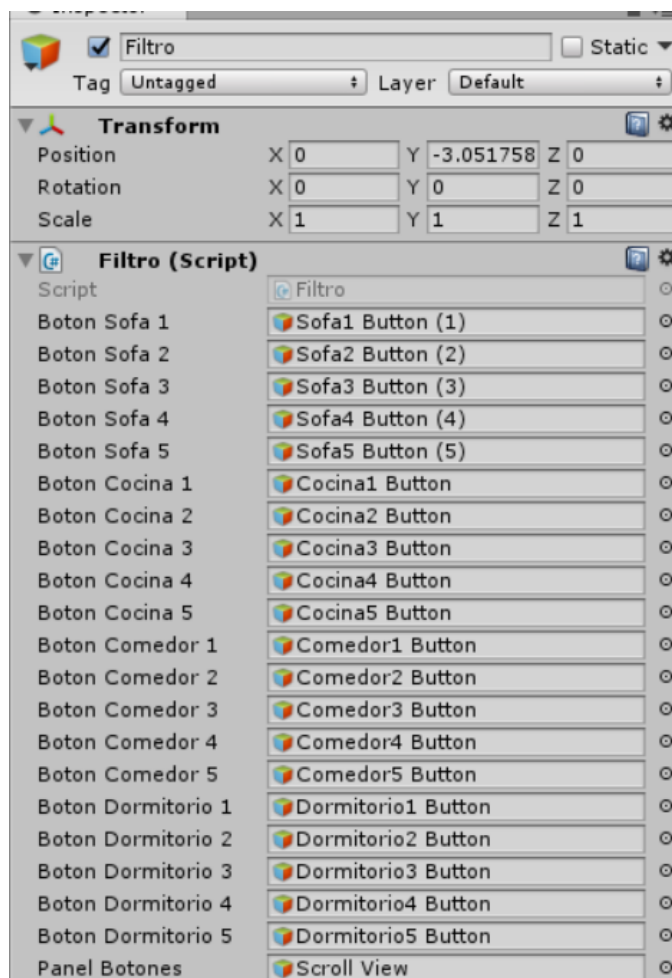 Inspector
Filtro Static
Tag Untagged Layer Default
Transform
Position X 0 Y -3.051758 Z 0
Rotation X 0 Y 0 Z 0
Scale X 1 Y 1 Z 1
Filtro (Script)
Script Filtro
Boton Sofa 1 Sofa1 Button (1)
Boton Sofa 2 Sofa2 Button (2)
Boton Sofa 3 Sofa3 Button (3)
Boton Sofa 4 Sofa4 Button (4)
Boton Sofa 5 Sofa5 Button (5)
Boton Cocina 1 Cocina1 Button
Boton Cocina 2 Cocina2 Button
Boton Cocina 3 Cocina3 Button
Boton Cocina 4 Cocina4 Button
Boton Cocina 5 Cocina5 Button
Boton Comedor 1 Comedor1 Button
Boton Comedor 2 Comedor2 Button
Boton Comedor 3 Comedor3 Button
Boton Comedor 4 Comedor4 Button
Boton Comedor 5 Comedor5 Button
Boton Dormitorio 1 Dormitorio1 Button
Boton Dormitorio 2 Dormitorio2 Button
Boton Dormitorio 3 Dormitorio3 Button
Boton Dormitorio 4 Dormitorio4 Button
Boton Dormitorio 5 Dormitorio5 Button
Panel Botones Scroll View